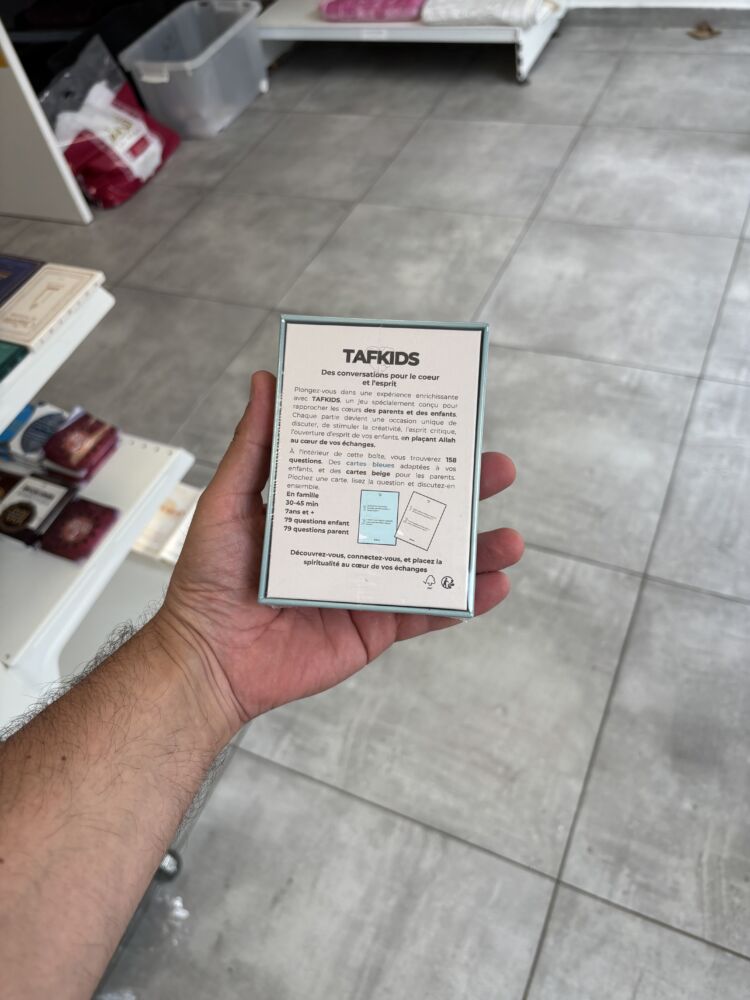 TAFKIDS
Des conversations pour le coeur
et l'esprit
Plongez-vous dans une expérience enrichissante
avec TAFKIDS, un jeu spécialement conçu pour
rapprocher les cœurs des parents et des enfants.
Chaque partie devient une occasion unique de
discuter, de stimuler la créativité, l'esprit critique,
l'ouverture d'esprit de vos enfants, en plaçant Allah
au cœur de vos échanges.
À l'intérieur de cette boîte, vous trouverez 158
questions. Des cartes bleues adaptées à vos
enfants, et des cartes beige pour les parents.
Piochez une carte, lisez la question et discutez-en
ensemble.
En famille
30-45 min
7ans et +
79 questions enfant
79 questions parent
Découvrez-vous, connectez-vous, et placez la
spiritualité au cœur de vos échanges